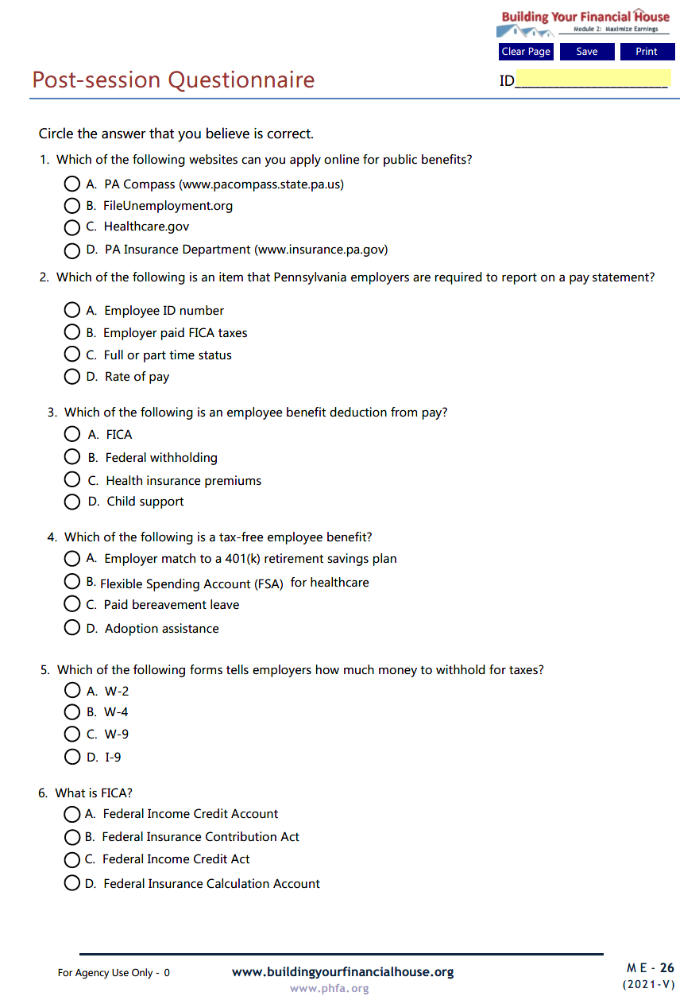 Building Your Financial House
Module 2: Maximize Earnings
Clear Page Save Print
Post-session Questionnaire
ID
Circle the answer that you believe is correct.
1. Which of the following websites can you apply online for public benefits?
A. PA Compass (www.pacompass.state.pa.us)
B. FileUnemployment.org
C. Healthcare.gov
D. PA Insurance Department (www.insurance.pa.gov)
2. Which of the following is an item that Pennsylvania employers are required to report on a pay statement?
A. Employee ID number
B. Employer paid FICA taxes
C. Full or part time status
D. Rate of pay
3. Which of the following is an employee benefit deduction from pay?
A. FICA
B. Federal withholding
C. Health insurance premiums
D. Child support
4. Which of the following is a tax-free employee benefit?
A. Employer match to a 401(k) retirement savings plan
B. Flexible Spending Account (FSA) for healthcare
C. Paid bereavement leave
D. Adoption assistance
5. Which of the following forms tells employers how much money to withhold for taxes?
A. W-2
B. W-4
C. W-9
D. I-9
6. What is FICA?
A. Federal Income Credit Account
B. Federal Insurance Contribution Act
C. Federal Income Credit Act
D. Federal Insurance Calculation Account
For Agency Use Only - 0
www.buildingyourfinancialhouse.org
www.phfa.org
ME - 26
(2021-V)